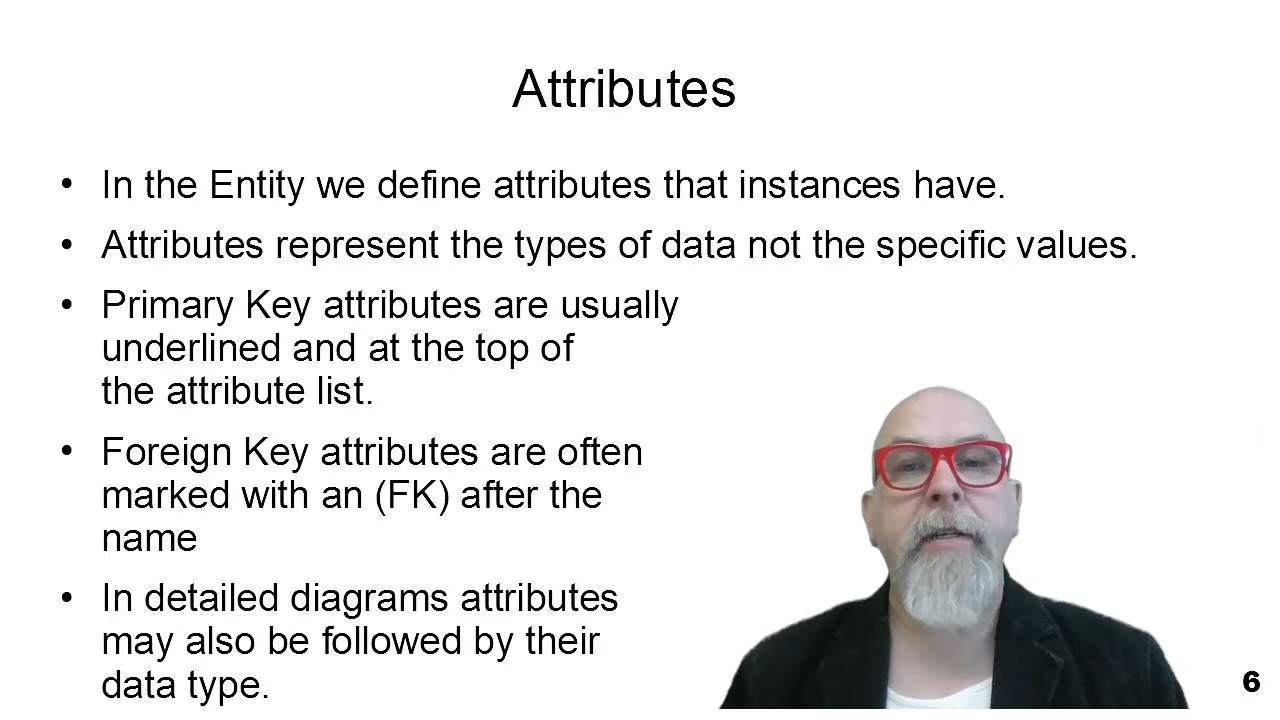 Attributes
• In the Entity we define attributes that instances have.
• Attributes represent the types of data not the specific values.
• Primary Key attributes are usually
underlined and at the top of
the attribute list.
• Foreign Key attributes are often
marked with an (FK) after the
name
• In detailed diagrams attributes
may also be followed by their
data type.
6